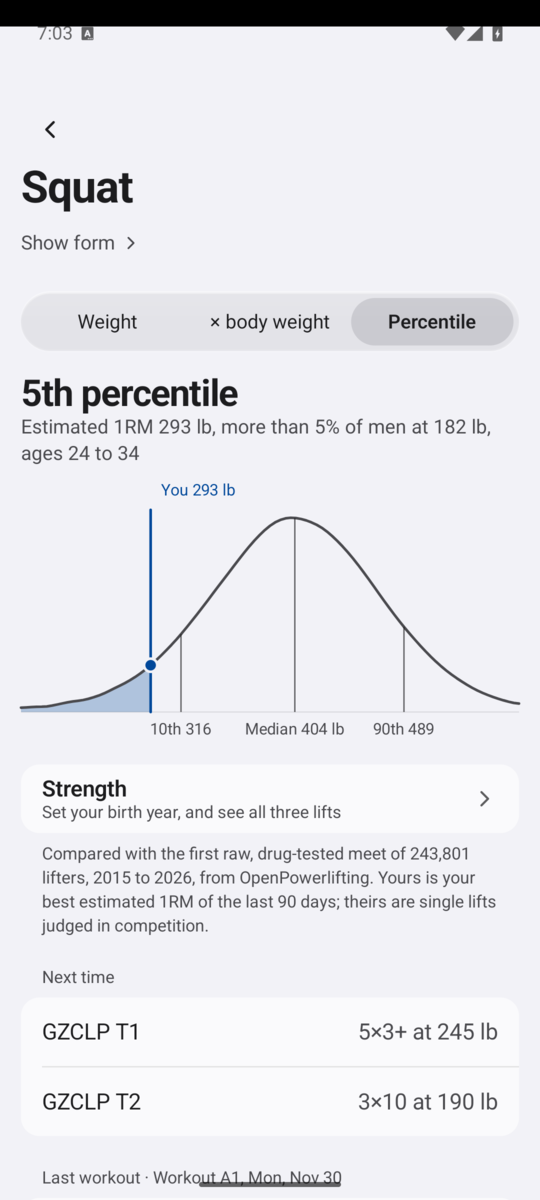 7:03 A
Squat
Show form
Weight × body weight Percentile
5th percentile
Estimated 1RM 293 lb, more than 5% of men at 182 lb,
ages 24 to 34
You 293 lb
10th 316 Median 404 lb 90th 489
Strength
Set your birth year, and see all three lifts
Compared with the first raw, drug-tested meet of 243,801
lifters, 2015 to 2026, from OpenPowerlifting. Yours is your
best estimated 1RM of the last 90 days; theirs are single lifts
judged in competition.
Next time
GZCLP T1 5×3+ at 245 lb
GZCLP T2 3×10 at 190 lb
Last workout · Workout A1, Mon, Nov 30